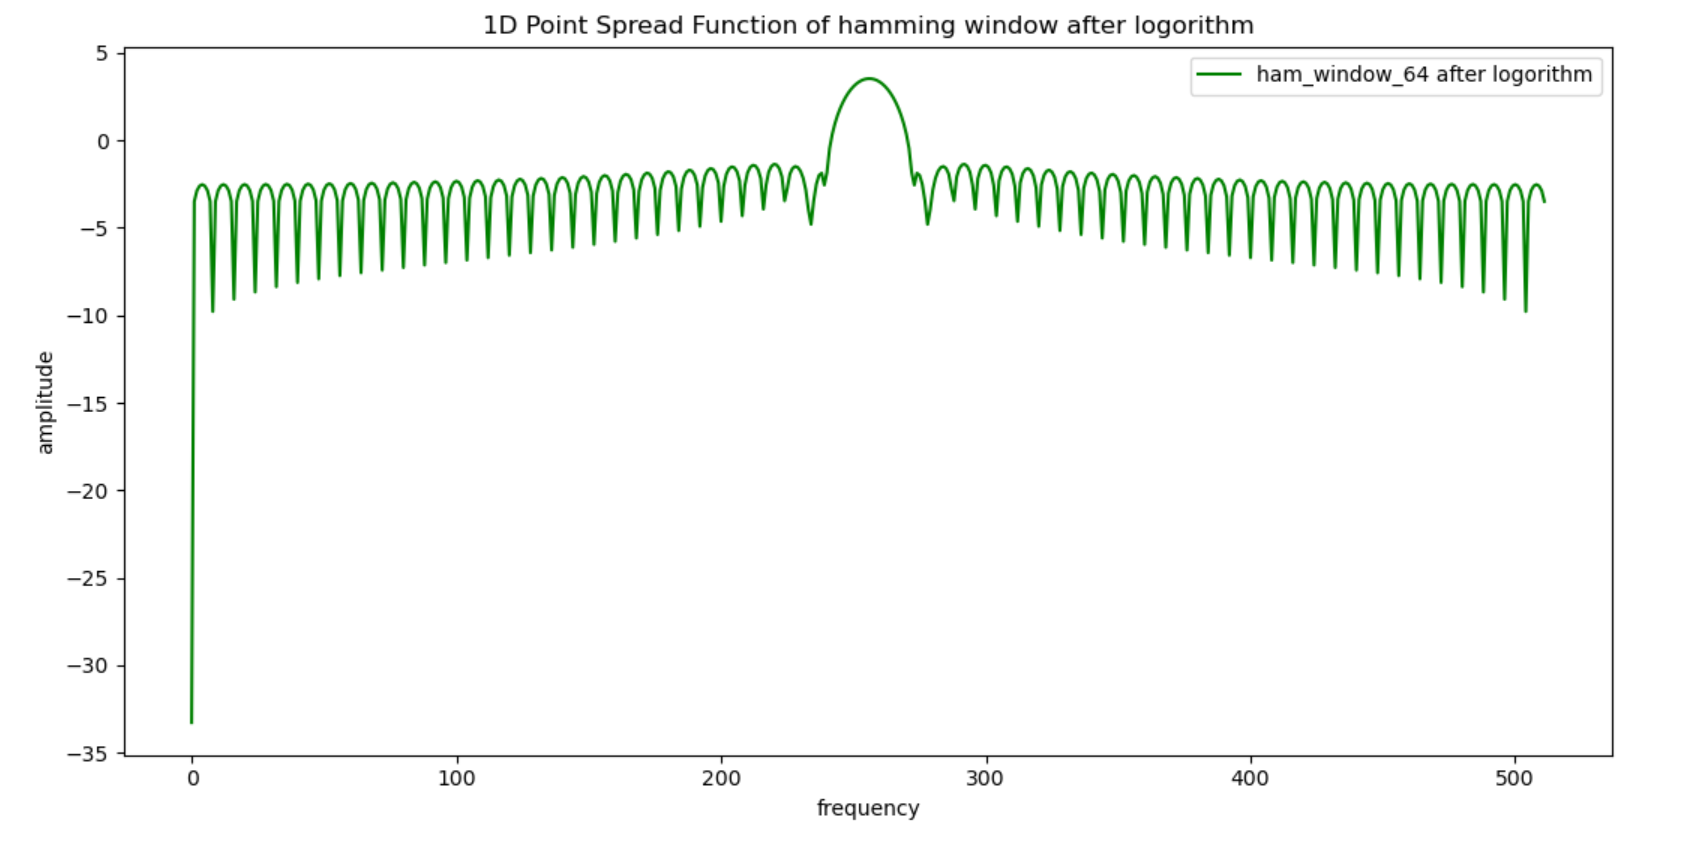 1D Point Spread Function of hamming window after logorithm
ham_window_64 after logorithm
5
0
−5
−10
−15
−20
−25
−30
−35
amplitude
0 100 200 300 400 500
frequency